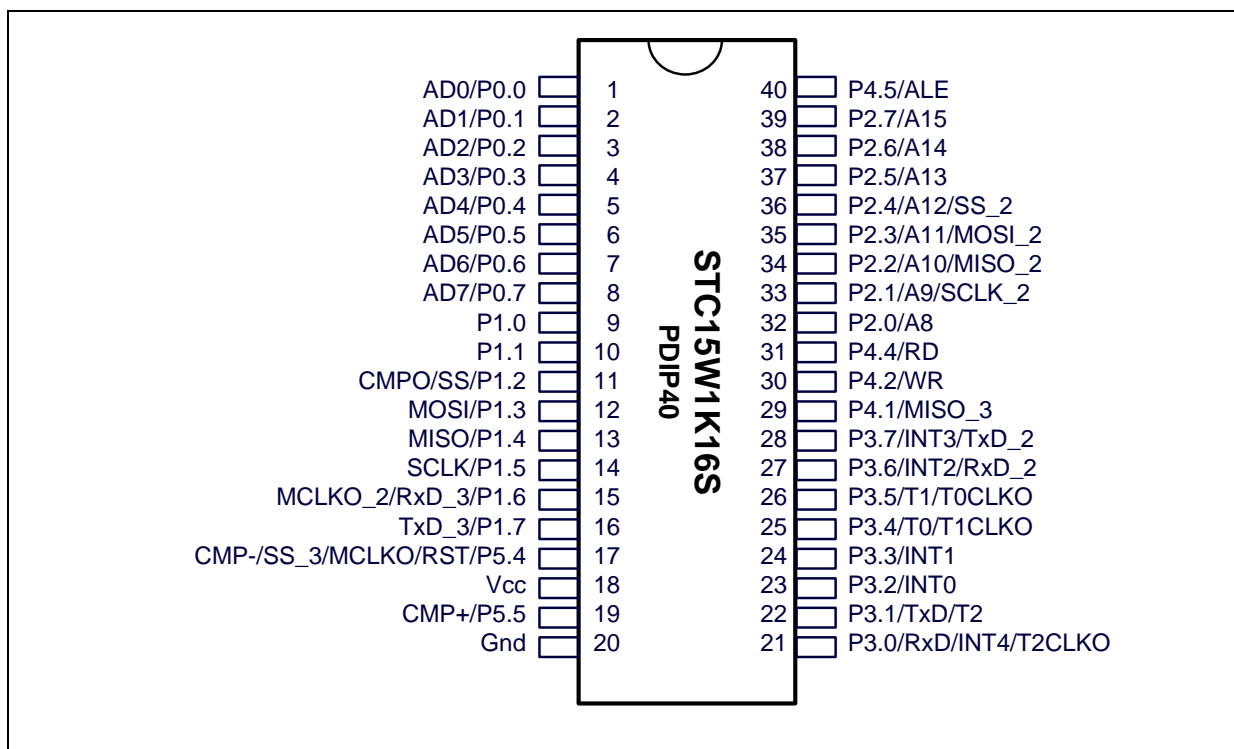 AD0/P0.0 1 40 P4.5/ALE
AD1/P0.1 2 39 P2.7/A15
AD2/P0.2 3 38 P2.6/A14
AD3/P0.3 4 37 P2.5/A13
AD4/P0.4 5 36 P2.4/A12/SS_2
AD5/P0.5 6 35 P2.3/A11/MOSI_2
AD6/P0.6 7 34 P2.2/A10/MISO_2
AD7/P0.7 8 33 P2.1/A9/SCLK_2
P1.0 9 32 P2.0/A8
P1.1 10 31 P4.4/RD
CMPO/SS/P1.2 11 30 P4.2/WR
MOSI/P1.3 12 29 P4.1/MISO_3
MISO/P1.4 13 28 P3.7/INT3/TxD_2
SCLK/P1.5 14 27 P3.6/INT2/RxD_2
MCLKO_2/RxD_3/P1.6 15 26 P3.5/T1/T0CLKO
TxD_3/P1.7 16 25 P3.4/T0/T1CLKO
CMP-/SS_3/MCLKO/RST/P5.4 17 24 P3.3/INT1
Vcc 18 23 P3.2/INT0
CMP+/P5.5 19 22 P3.1/TxD/T2
Gnd 20 21 P3.0/RxD/INT4/T2CLKO
STC15W1K16S
PDIP40